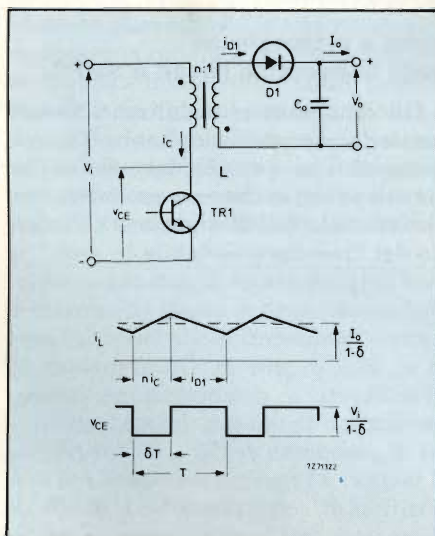 i_D1 I_o
+ n:1 D1 +
C_o V_o
i_C
V_i L
v_CE TR1
-
i_L I_o
1-δ
n i_C i_D1
v_CE V_i
1-δ
δT
T 7Z71322